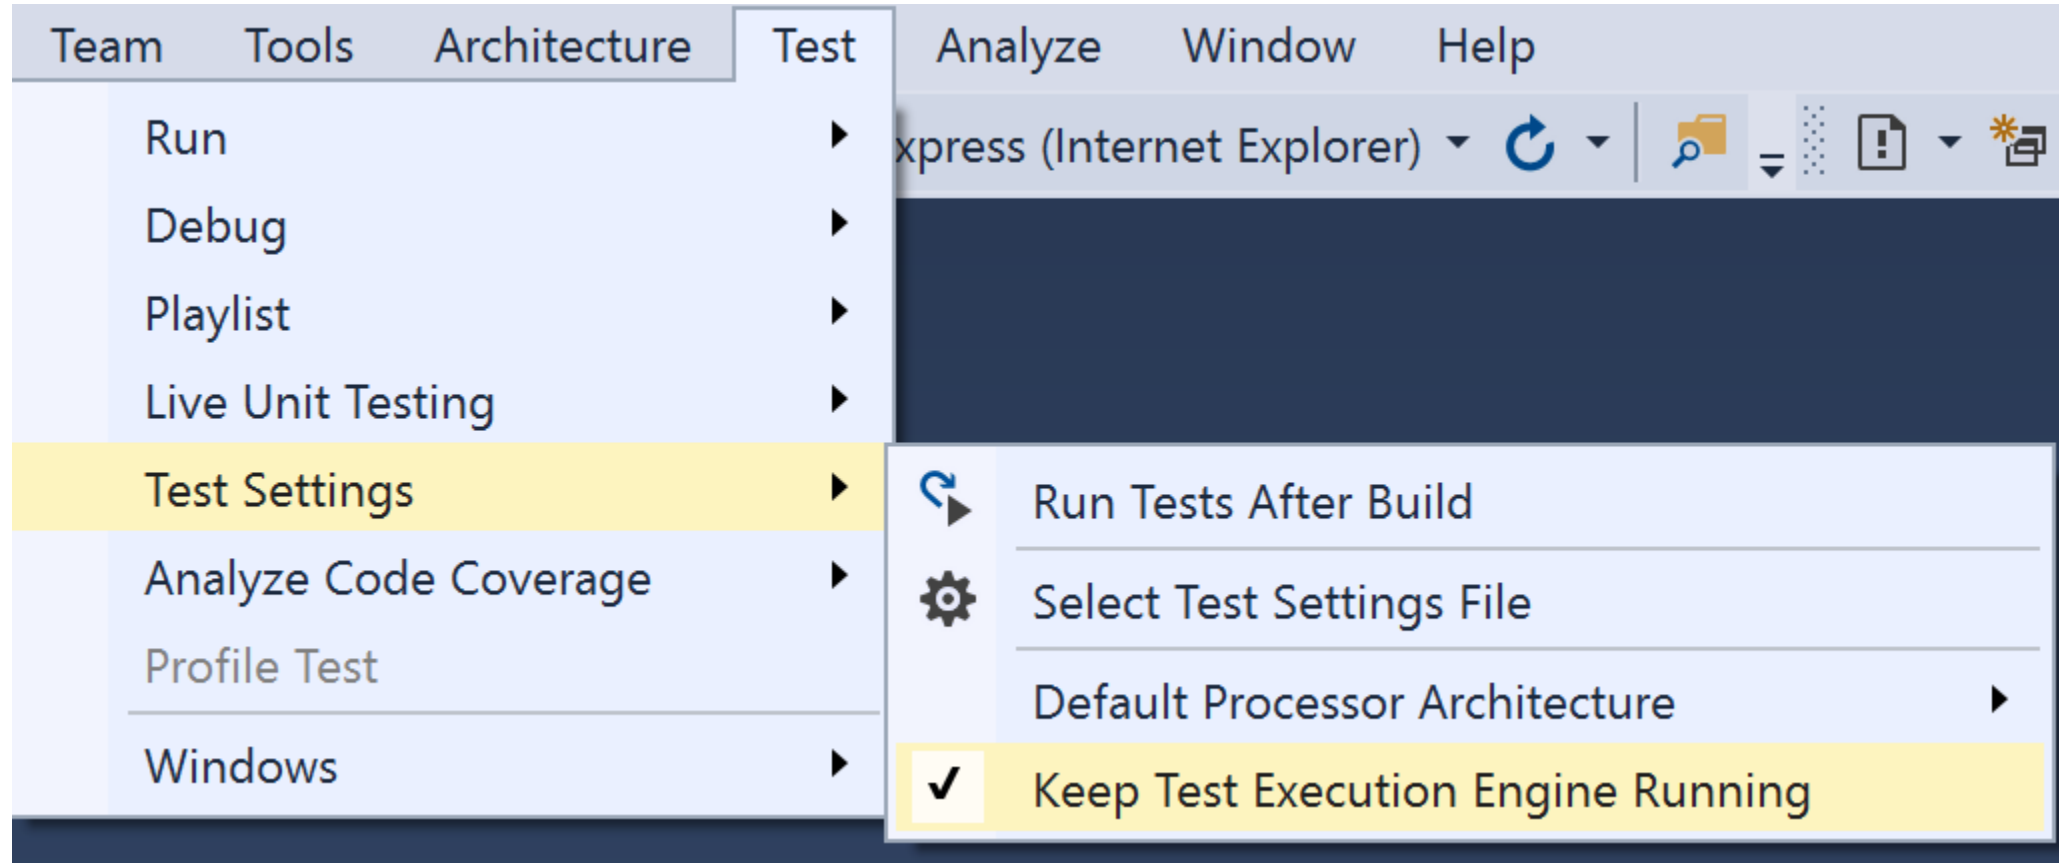 Team Tools Architecture Test Analyze Window Help
xpress (Internet Explorer)
Run
Debug
Playlist
Live Unit Testing
Test Settings
Analyze Code Coverage
Profile Test
Windows
Run Tests After Build
Select Test Settings File
Default Processor Architecture
Keep Test Execution Engine Running